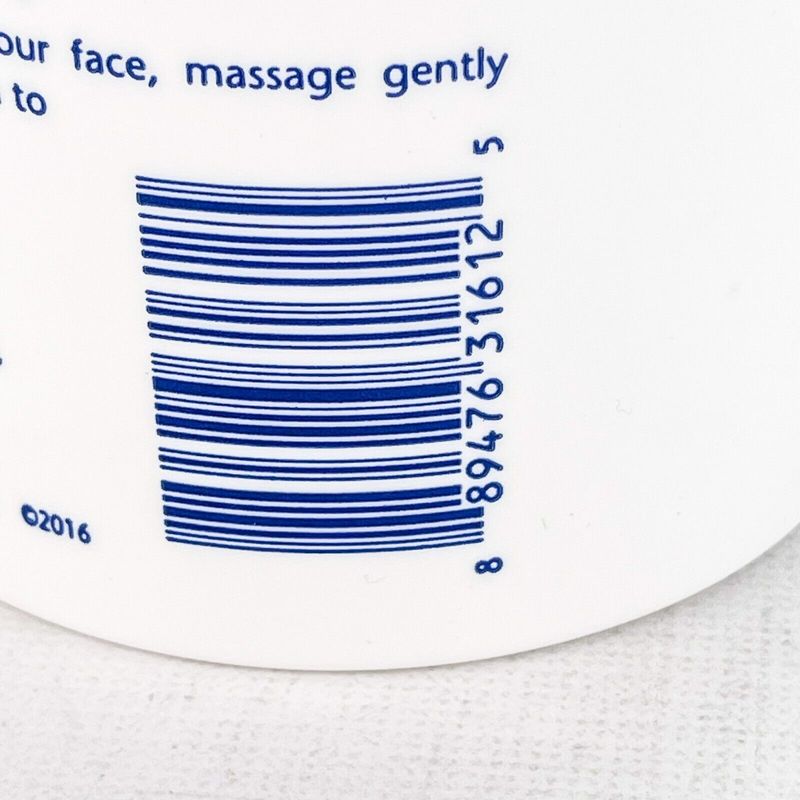 our face, massage gently
to
8 89476 31612 5
©2016